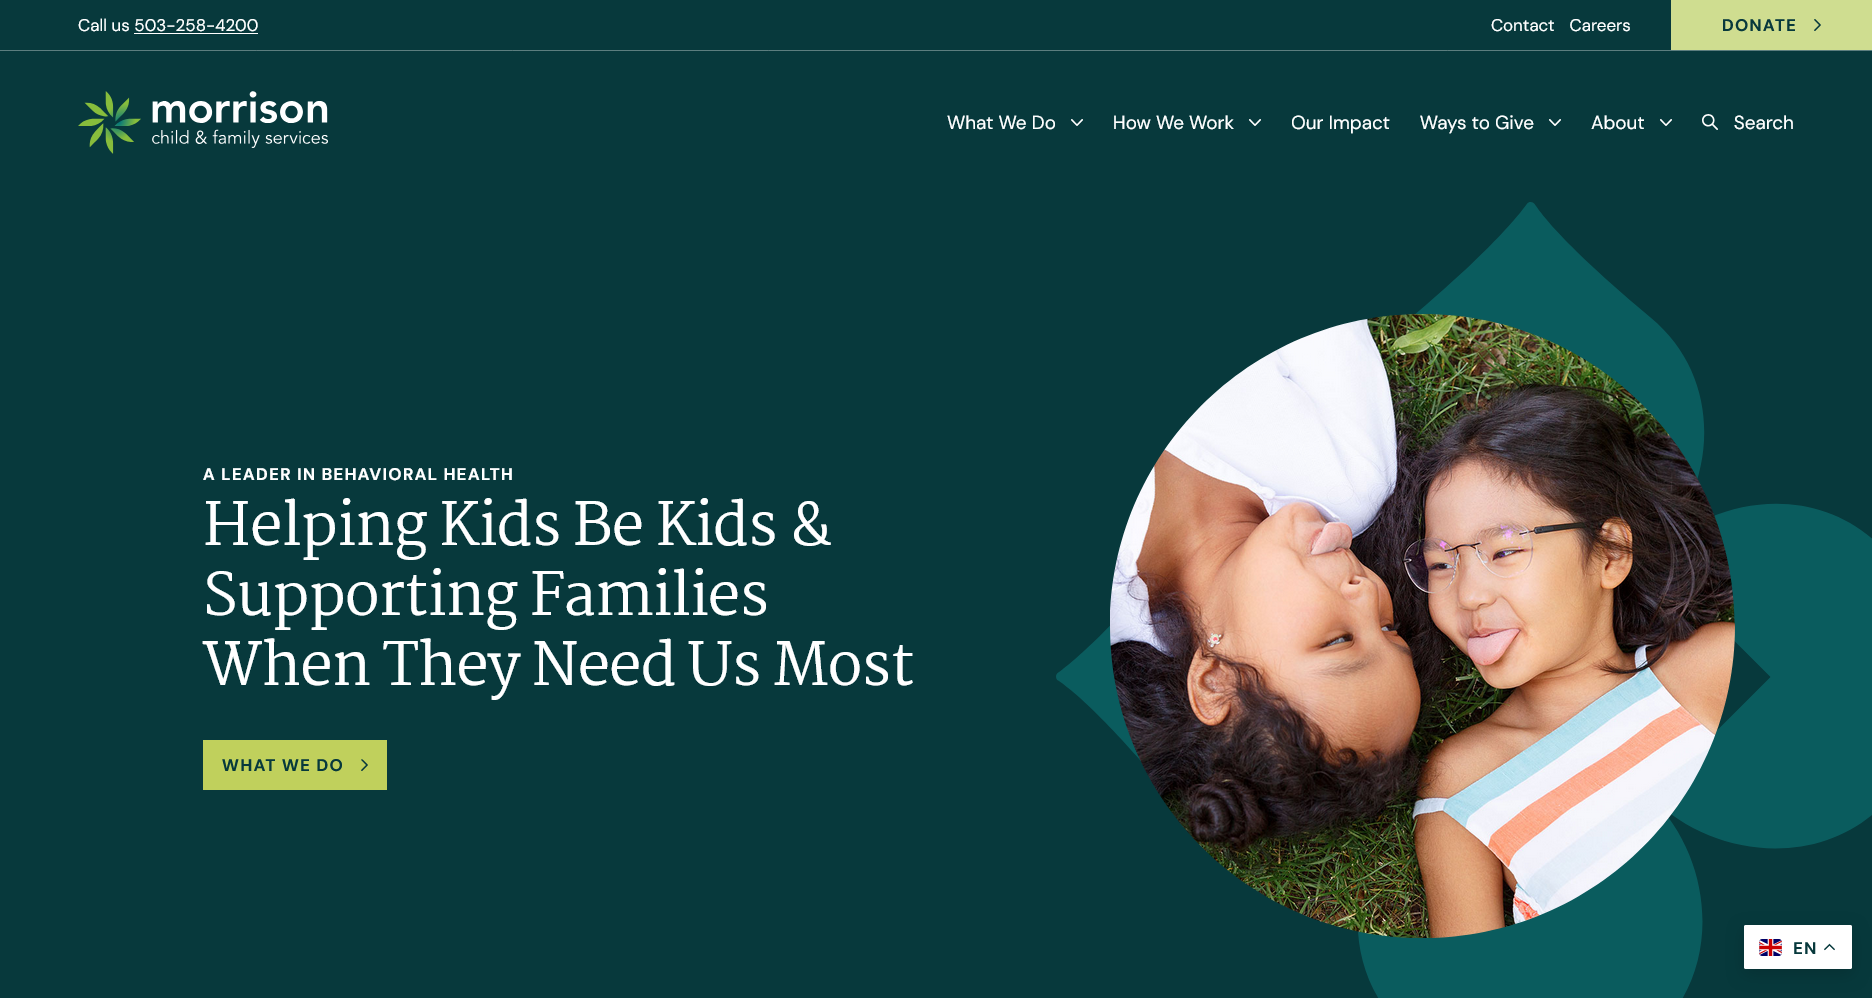 Call us 503-258-4200
Contact Careers
DONATE
morrison
child & family services
What We Do
How We Work
Our Impact
Ways to Give
About
Search
A LEADER IN BEHAVIORAL HEALTH
Helping Kids Be Kids &
Supporting Families
When They Need Us Most
WHAT WE DO
EN